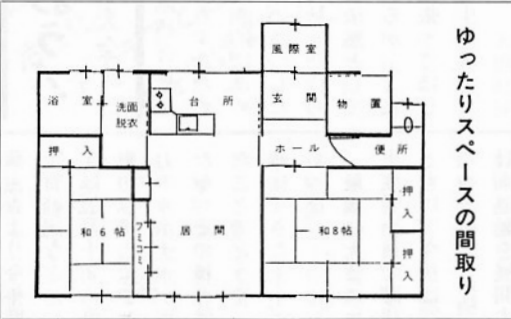 ゆったりスペースの間取り
風除室
浴室
洗面
脱衣
台所
玄関
物置
押入
ホール
便所
和6帖
フミコミ
居間
和8帖
押入
押入